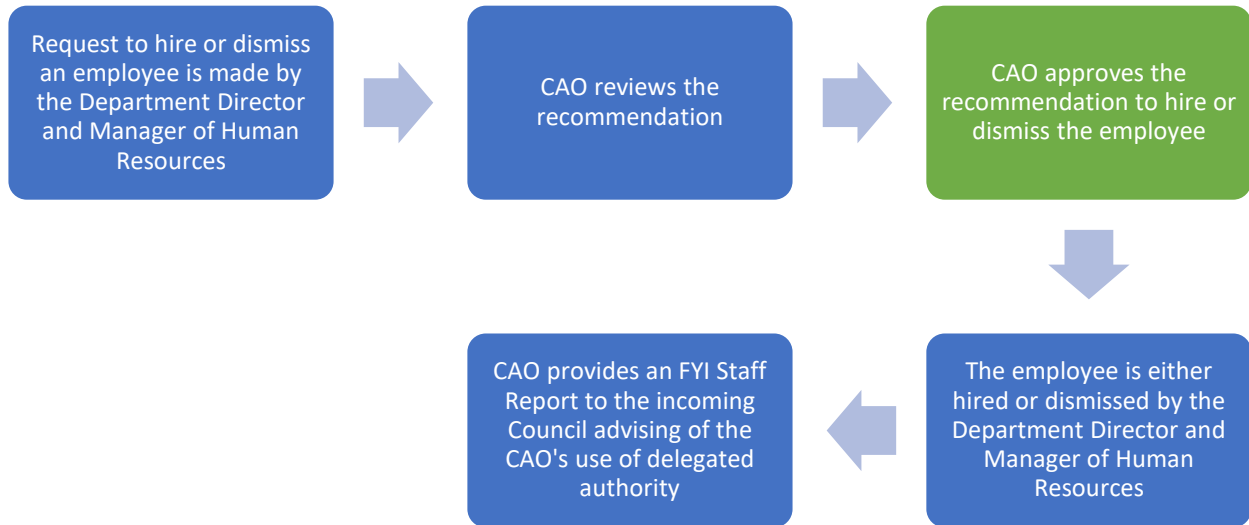 Request to hire or dismiss
an employee is made by
the Department Director
and Manager of Human
Resources
CAO reviews the
recommendation
CAO approves the
recommendation to hire or
dismiss the employee
The employee is either
hired or dismissed by the
Department Director and
Manager of Human
Resources
CAO provides an FYI Staff
Report to the incoming
Council advising of the
CAO's use of delegated
authority